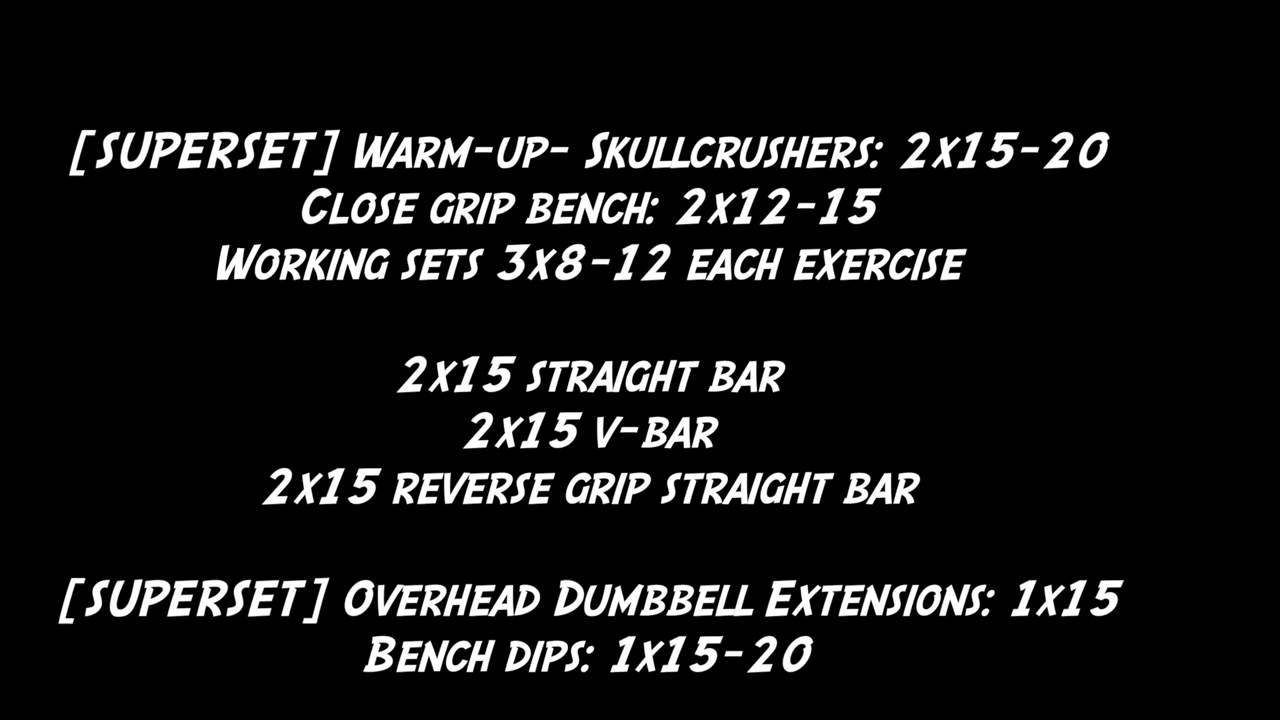 [SUPERSET] Warm-up- Skullcrushers: 2x15-20
Close grip bench: 2x12-15
Working sets 3x8-12 each exercise
2x15 straight bar
2x15 v-bar
2x15 reverse grip straight bar
[SUPERSET] Overhead Dumbbell Extensions: 1x15
Bench dips: 1x15-20